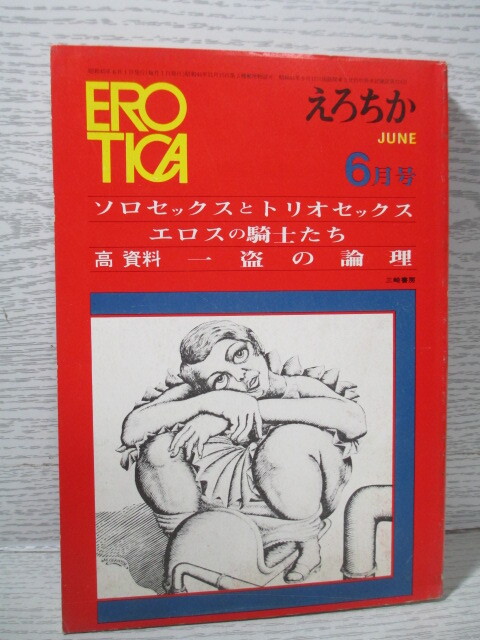 EROTICA
えろちか
JUNE
6月号
ソロセックスとトリオセックス
エロスの騎士たち
高資料 一盗の論理
三崎書房